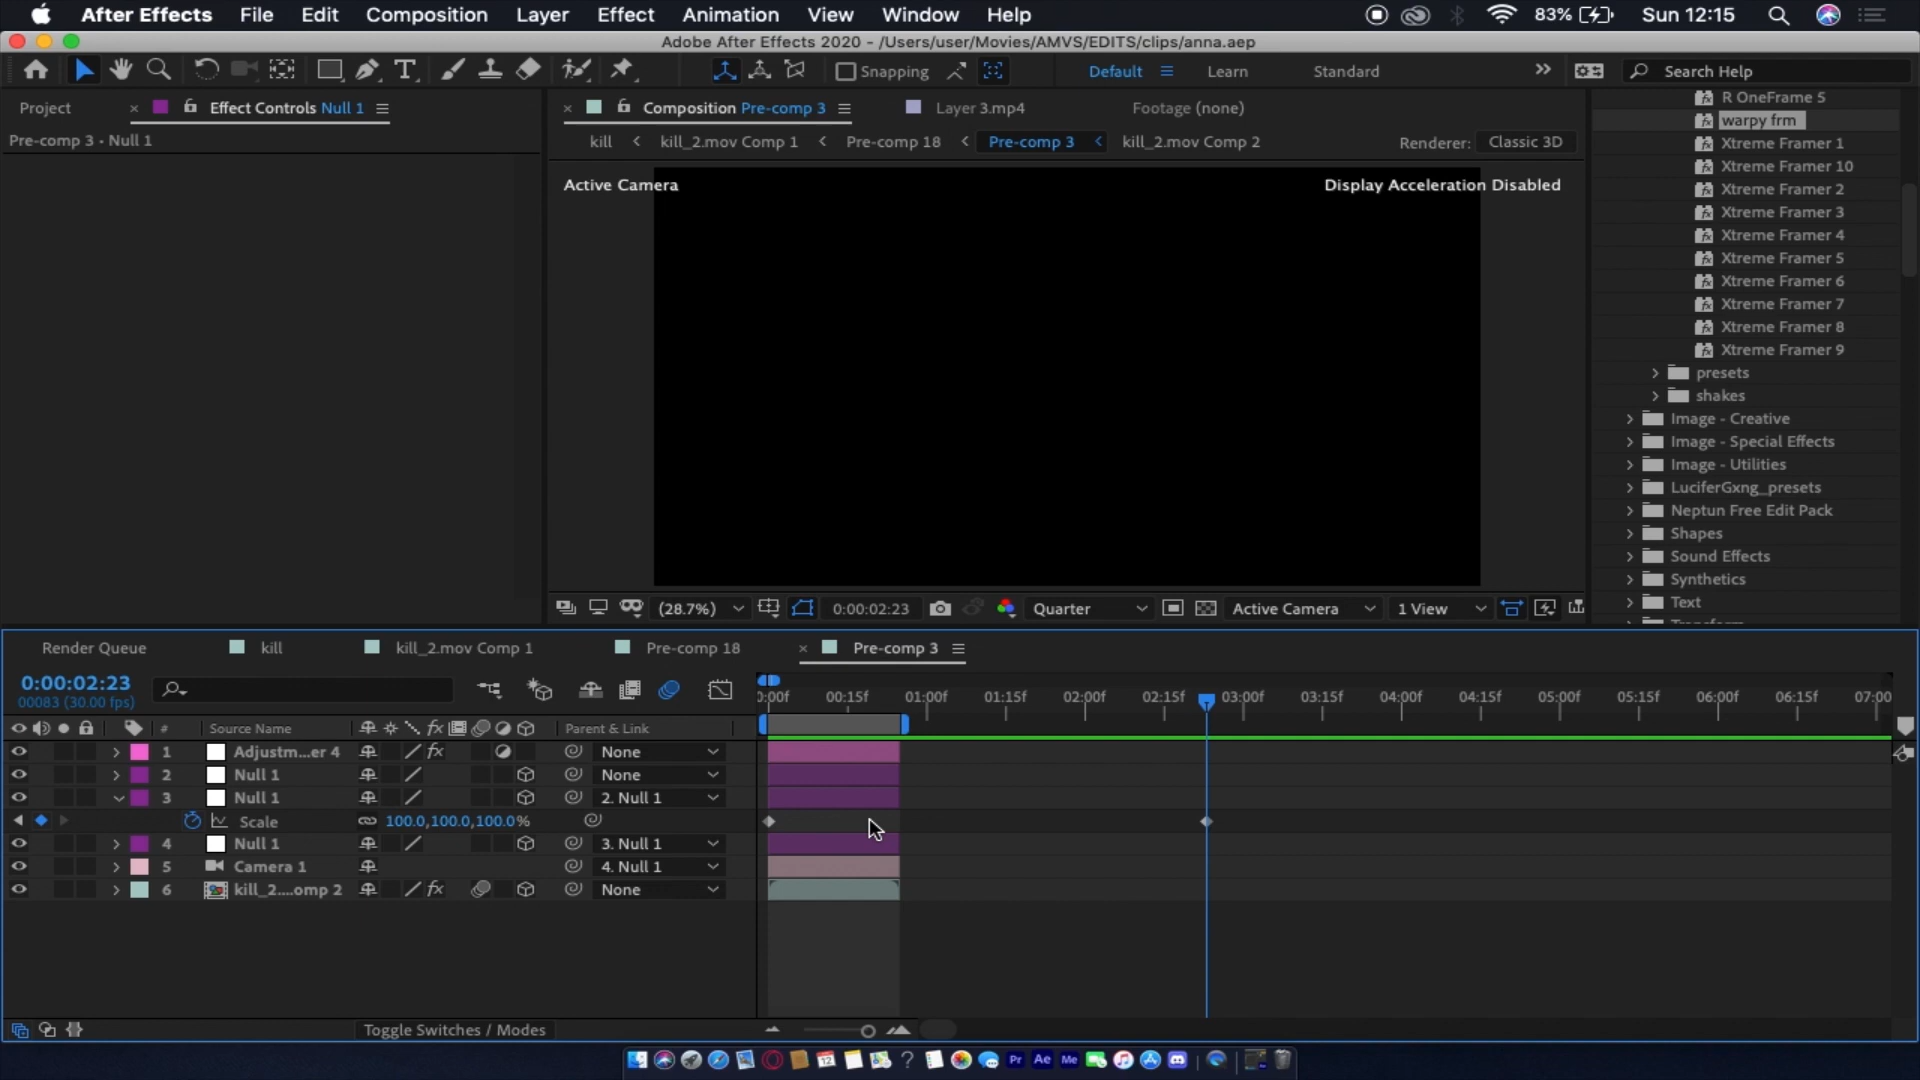 After Effects File Edit Composition Layer Effect Animation View Window Help 83% Sun 12:15
Adobe After Effects 2020 - /Users/user/Movies/AMVS/EDITS/clips/anna.aep
Snapping Default Learn Standard Search Help
Project Effect Controls Null 1 Composition Pre-comp 3 Layer 3.mp4 Footage (none)
Pre-comp 3 • Null 1
kill kill_2.mov Comp 1 Pre-comp 18 Pre-comp 3 kill_2.mov Comp 2 Renderer: Classic 3D
Active Camera Display Acceleration Disabled
R OneFrame 5
warpy frm
Xtreme Framer 1
Xtreme Framer 10
Xtreme Framer 2
Xtreme Framer 3
Xtreme Framer 4
Xtreme Framer 5
Xtreme Framer 6
Xtreme Framer 7
Xtreme Framer 8
Xtreme Framer 9
presets
shakes
Image - Creative
Image - Special Effects
Image - Utilities
LuciferGxng_presets
Neptun Free Edit Pack
Shapes
Sound Effects
Synthetics
Text
(28.7%) 0:00:02:23 Quarter Active Camera 1 View
Render Queue kill kill_2.mov Comp 1 Pre-comp 18 Pre-comp 3
0:00:02:23
00083 (30.00 fps)
0:00f 00:15f 01:00f 01:15f 02:00f 02:15f 03:00f 03:15f 04:00f 04:15f 05:00f 05:15f 06:00f 06:15f 07:00
# Source Name Parent & Link
1 Adjustm...er 4 None
2 Null 1 None
3 Null 1 2. Null 1
Scale 100.0,100.0,100.0%
4 Null 1 3. Null 1
5 Camera 1 4. Null 1
6 kill_2....omp 2 None
Toggle Switches / Modes